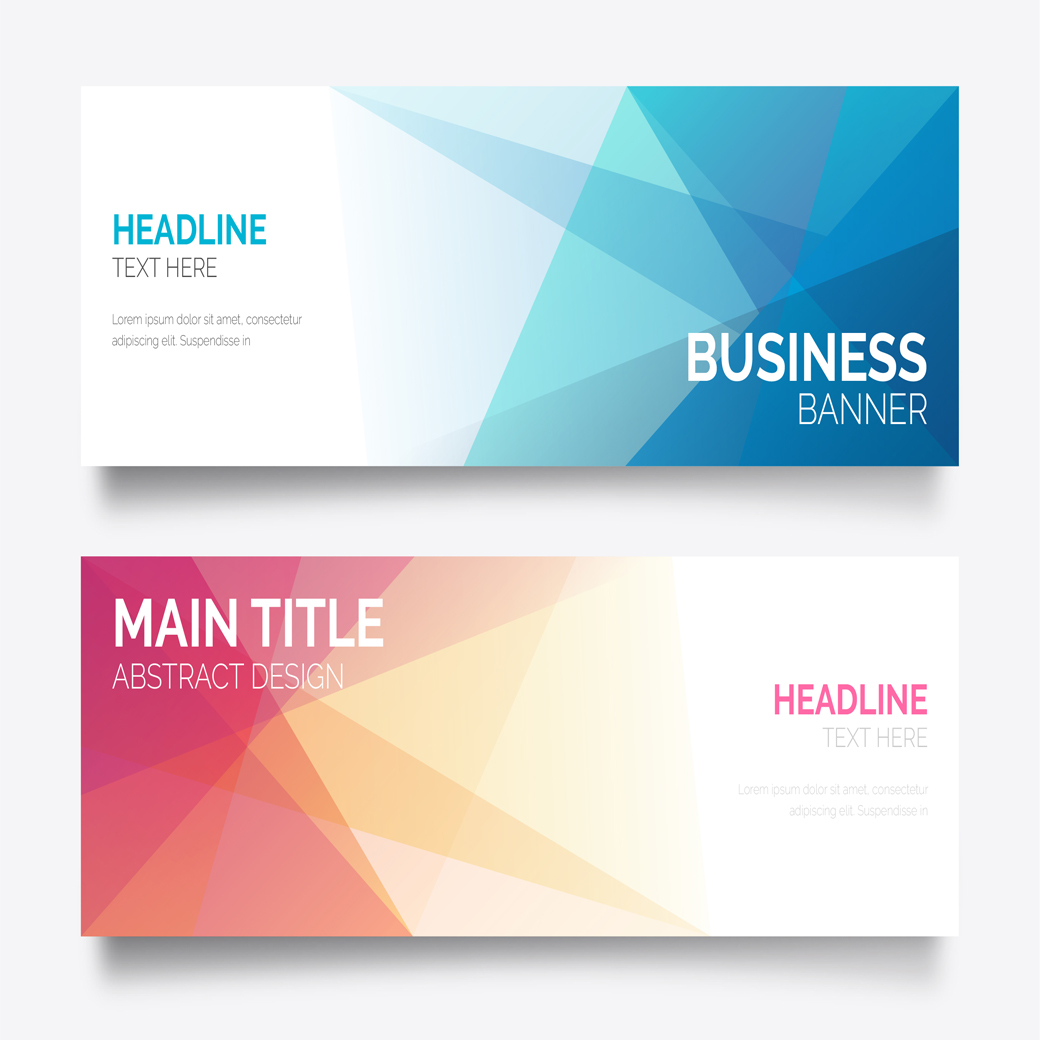 HEADLINE
TEXT HERE
Lorem ipsum dolor sit amet, consectetur
adipiscing elit. Suspendisse in
BUSINESS
BANNER
MAIN TITLE
ABSTRACT DESIGN
HEADLINE
TEXT HERE
Lorem ipsum dolor sit amet, consectetur
adipiscing elit. Suspendisse in